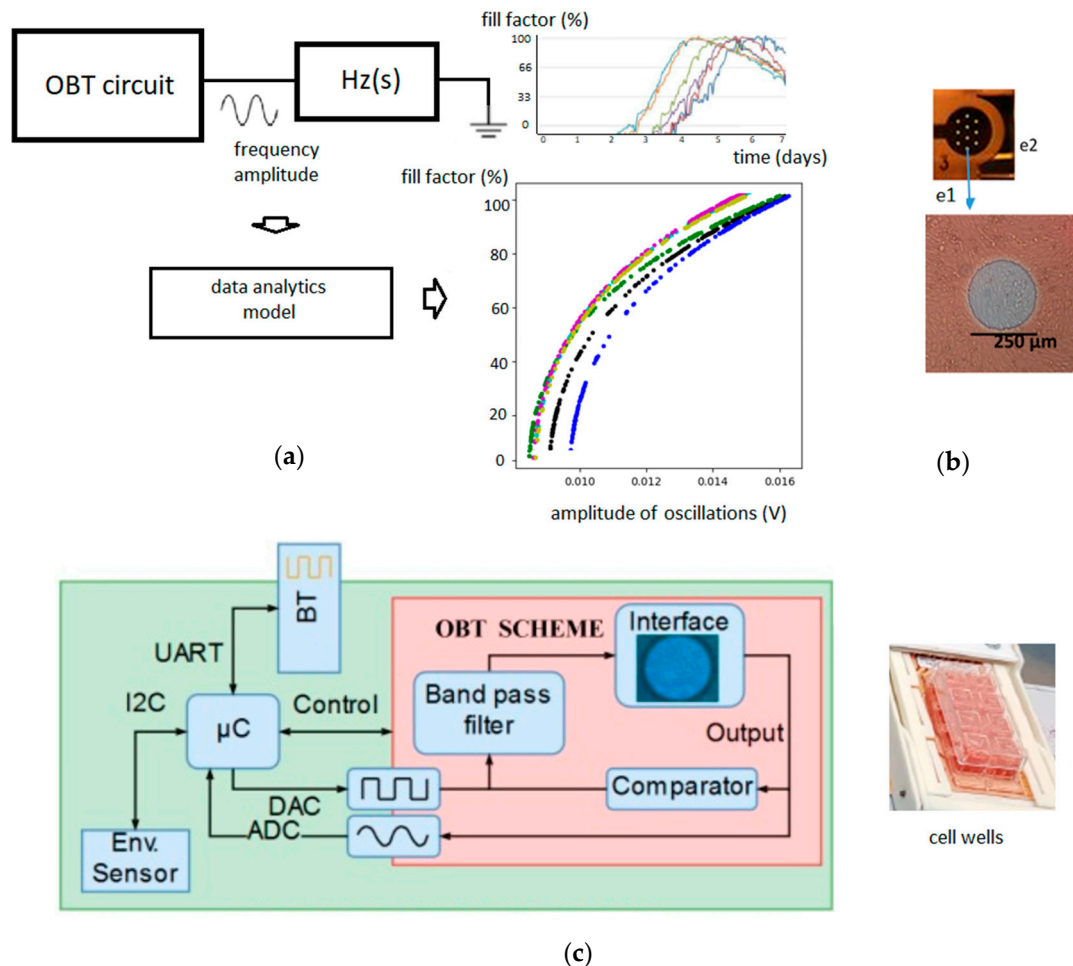 OBT circuit
Hz(s)
frequency
amplitude
data analytics
model
(a)
fill factor (%)
100
66
33
0
0 1 2 3 4 5 6 7
time (days)
fill factor (%)
100
80
60
40
20
0
0.010 0.012 0.014 0.016
amplitude of oscillations (V)
3
e2
e1
250 µm
(b)
BT
UART
I2C
µC
Control
DAC
ADC
Env.
Sensor
OBT SCHEME
Interface
Band pass
filter
Output
Comparator
cell wells
(c)